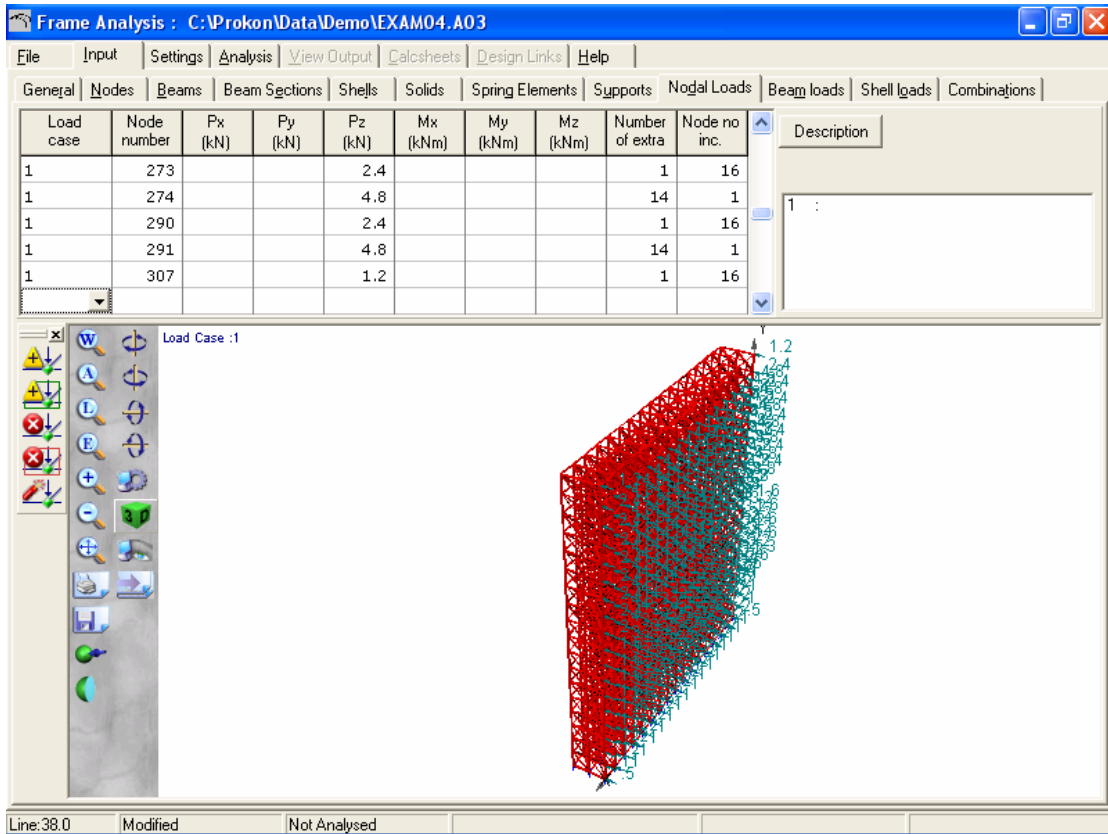 Frame Analysis : C:\Prokon\Data\Demo\EXAM04.A03
File Input Settings Analysis View Output Calcsheets Design Links Help
General Nodes Beams Beam Sections Shells Solids Spring Elements Supports Nodal Loads Beam loads Shell loads Combinations
Load case Node number Px (kN) Py (kN) Pz (kN) Mx (kNm) My (kNm) Mz (kNm) Number of extra Node no inc.
Description
1 273 2.4 1 16
1 274 4.8 14 1
1 :
1 290 2.4 1 16
1 291 4.8 14 1
1 307 1.2 1 16
W
Load Case :1
Y
1.2
2.4
A
L
E
3D
.5
.5
Line:38.0 Modified Not Analysed